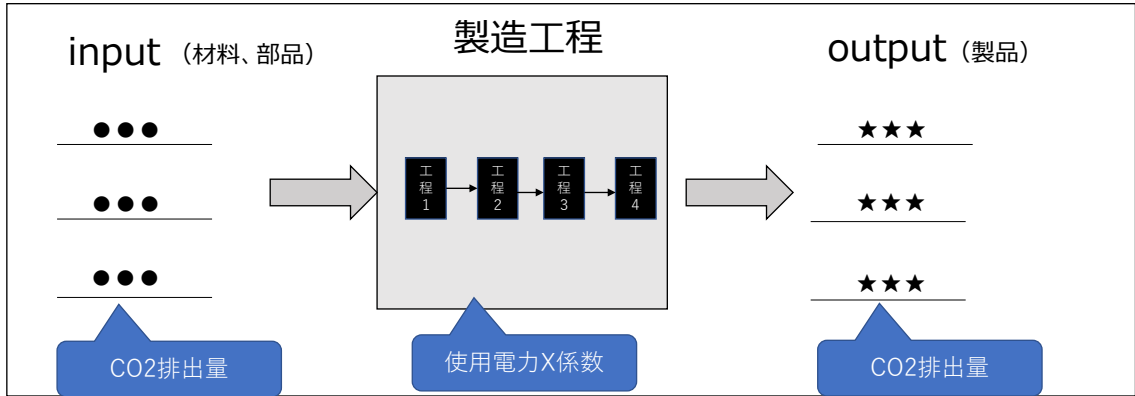 input（材料、部品）
●●●
●●●
●●●
CO2排出量
製造工程
工程1
工程2
工程3
工程4
使用電力X係数
output（製品）
★★★
★★★
★★★
CO2排出量